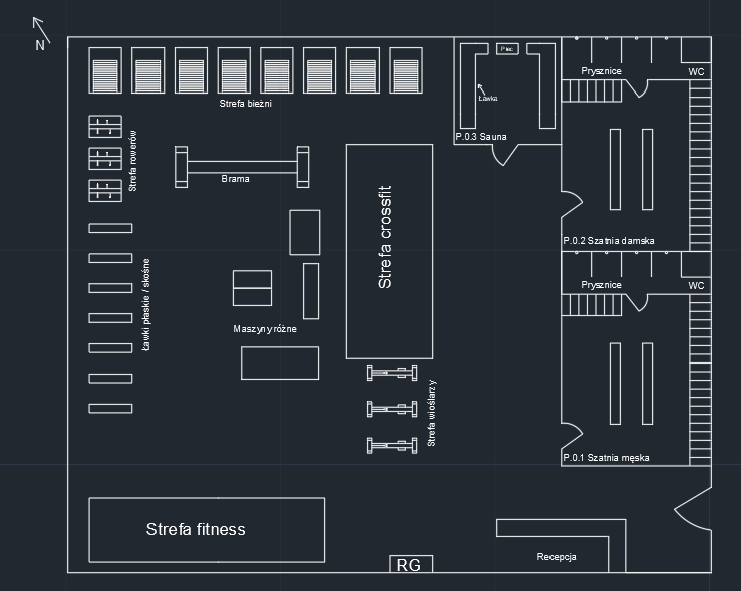 N
Piec
Prysznice
WC
Strefa bieżni
Ławka
P.0.3 Sauna
Strefa rowerów
Brama
Strefa crossfit
P.0.2 Szatnia damska
Prysznice
WC
Ławki płaskie / skośne
Maszyny różne
Strefa wioślarzy
P.0.1 Szatnia męska
Strefa fitness
Recepcja
RG